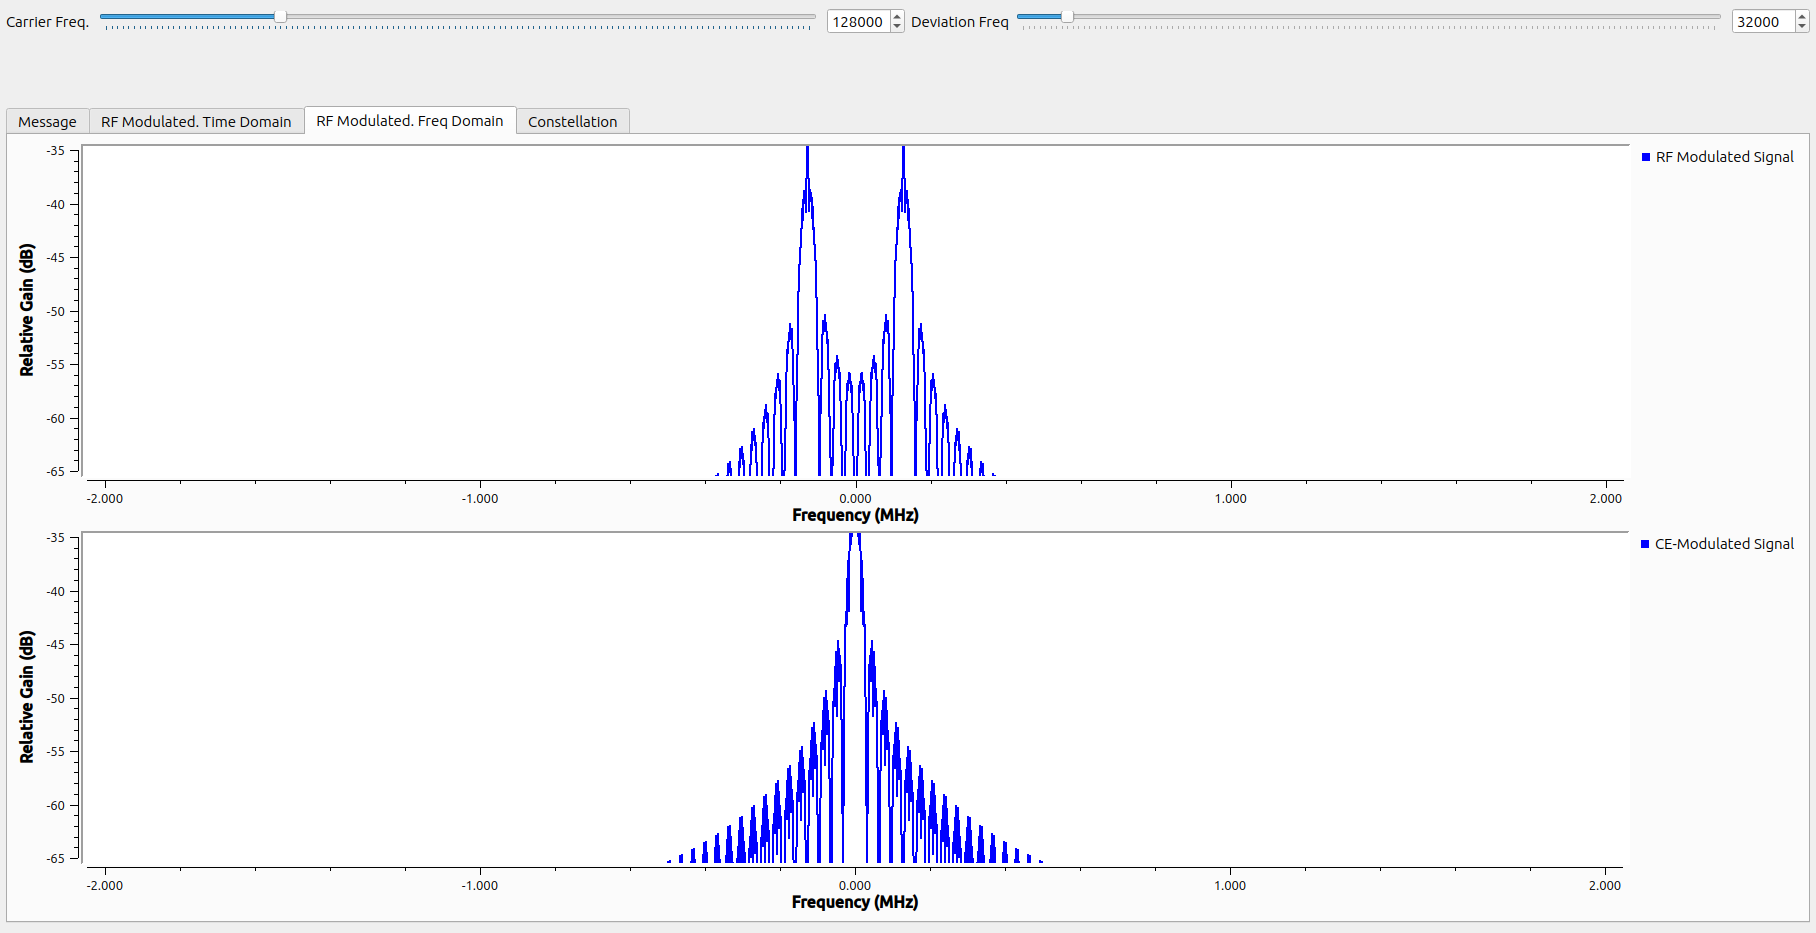 Carrier Freq. 128000 Deviation Freq 32000
Message RF Modulated. Time Domain RF Modulated. Freq Domain Constellation
-35
-40
-45
-50
-55
-60
-65
Relative Gain (dB)
RF Modulated Signal
-2.000 -1.000 0.000 1.000 2.000
Frequency (MHz)
-35
-40
-45
-50
-55
-60
-65
Relative Gain (dB)
CE-Modulated Signal
-2.000 -1.000 0.000 1.000 2.000
Frequency (MHz)